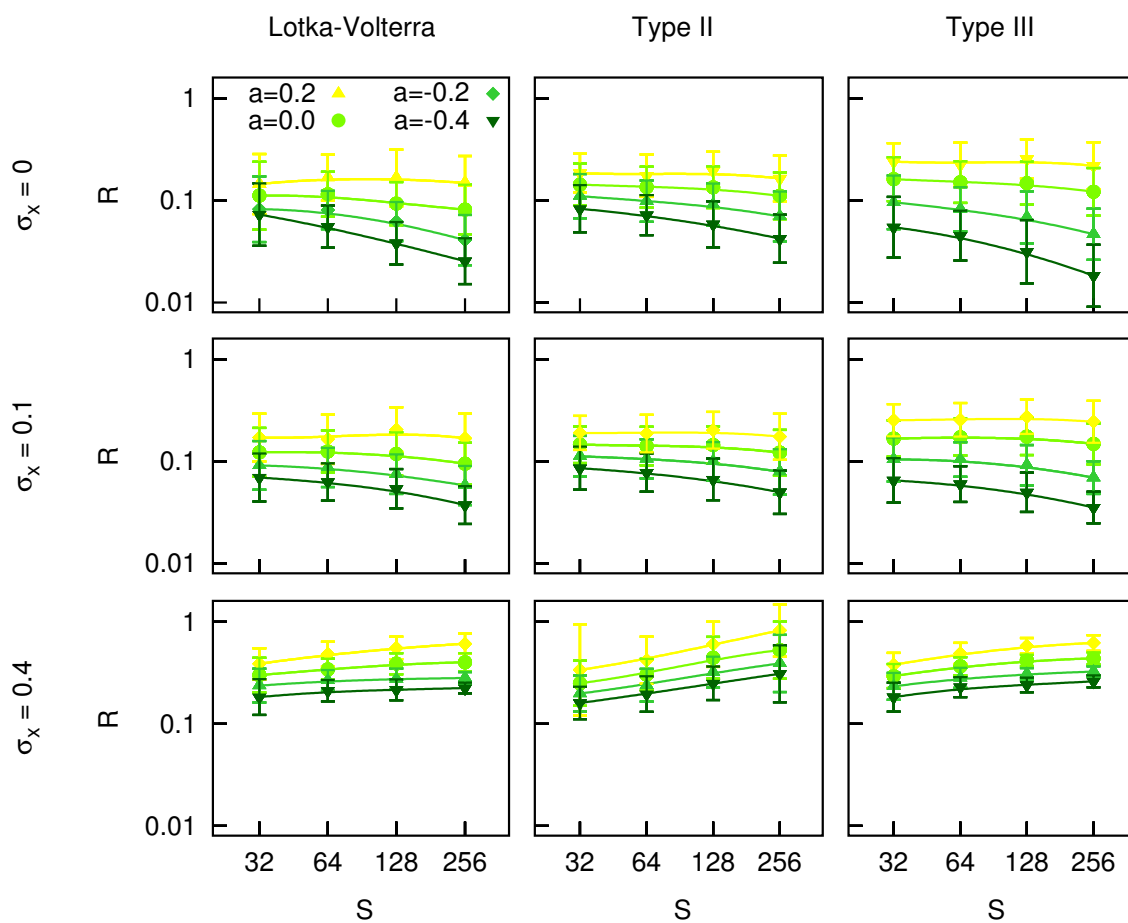 Lotka-Volterra Type II Type III
σx = 0
R
1
0.1
0.01
a=0.2 a=-0.2
a=0.0 a=-0.4
σx = 0.1
R
1
0.1
0.01
σx = 0.4
R
1
0.1
0.01
32 64 128 256 32 64 128 256 32 64 128 256
S S S